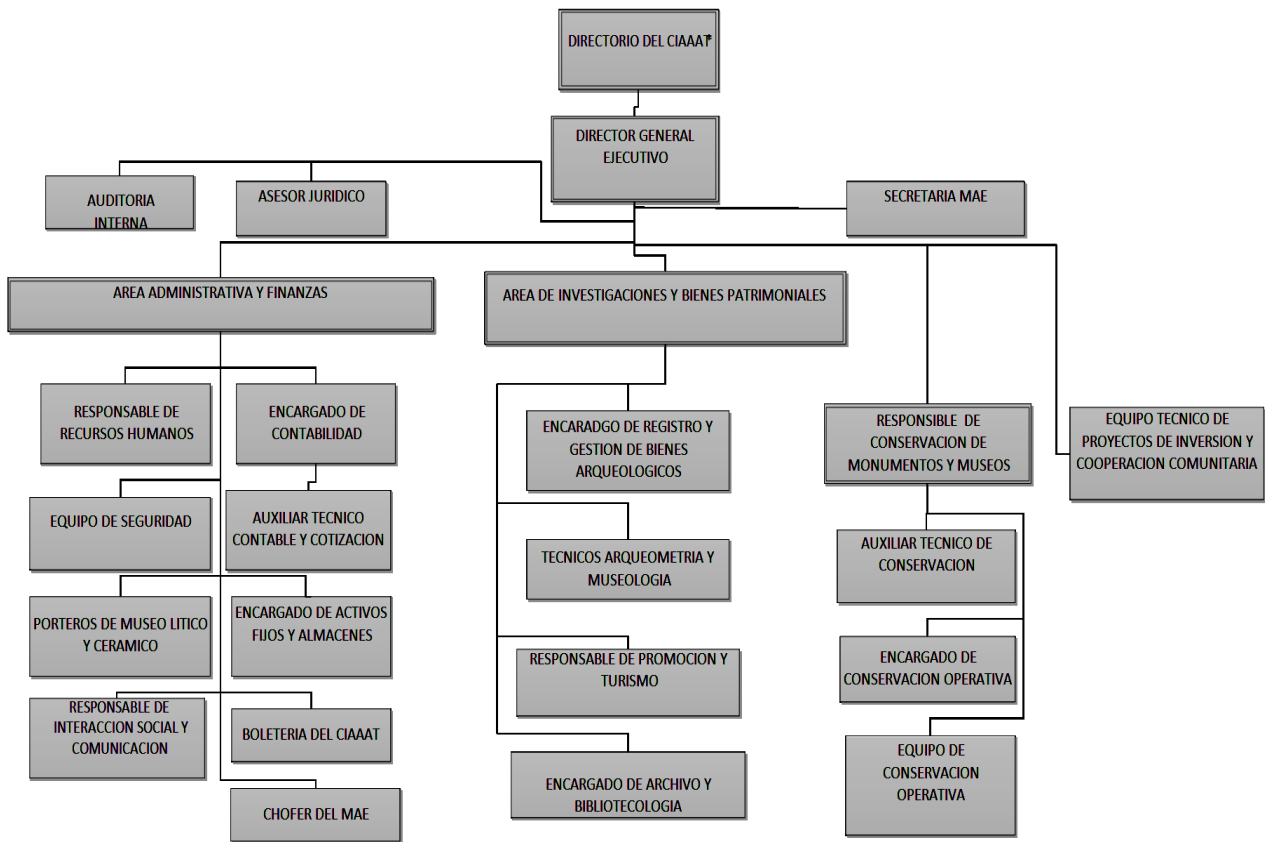 DIRECTORIO DEL CIAAAT*
DIRECTOR GENERAL
EJECUTIVO
AUDITORIA
INTERNA
ASESOR JURIDICO
SECRETARIA MAE
AREA ADMINISTRATIVA Y FINANZAS
AREA DE INVESTIGACIONES Y BIENES PATRIMONIALES
RESPONSABLE DE
RECURSOS HUMANOS
ENCARGADO DE
CONTABILIDAD
EQUIPO DE SEGURIDAD
AUXILIAR TECNICO
CONTABLE Y COTIZACION
PORTEROS DE MUSEO LITICO
Y CERAMICO
ENCARGADO DE ACTIVOS
FIJOS Y ALMACENES
RESPONSABLE DE
INTERACCION SOCIAL Y
COMUNICACION
BOLETERIA DEL CIAAAT
CHOFER DEL MAE
ENCARADGO DE REGISTRO Y
GESTION DE BIENES
ARQUEOLOGICOS
TECNICOS ARQUEOMETRIA Y
MUSEOLOGIA
RESPONSABLE DE PROMOCION Y
TURISMO
ENCARGADO DE ARCHIVO Y
BIBLIOTECOLOGIA
RESPONSIBLE DE
CONSERVACION DE
MONUMENTOS Y MUSEOS
AUXILIAR TECNICO DE
CONSERVACION
ENCARGADO DE
CONSERVACION OPERATIVA
EQUIPO DE
CONSERVACION
OPERATIVA
EQUIPO TECNICO DE
PROYECTOS DE INVERSION Y
COOPERACION COMUNITARIA